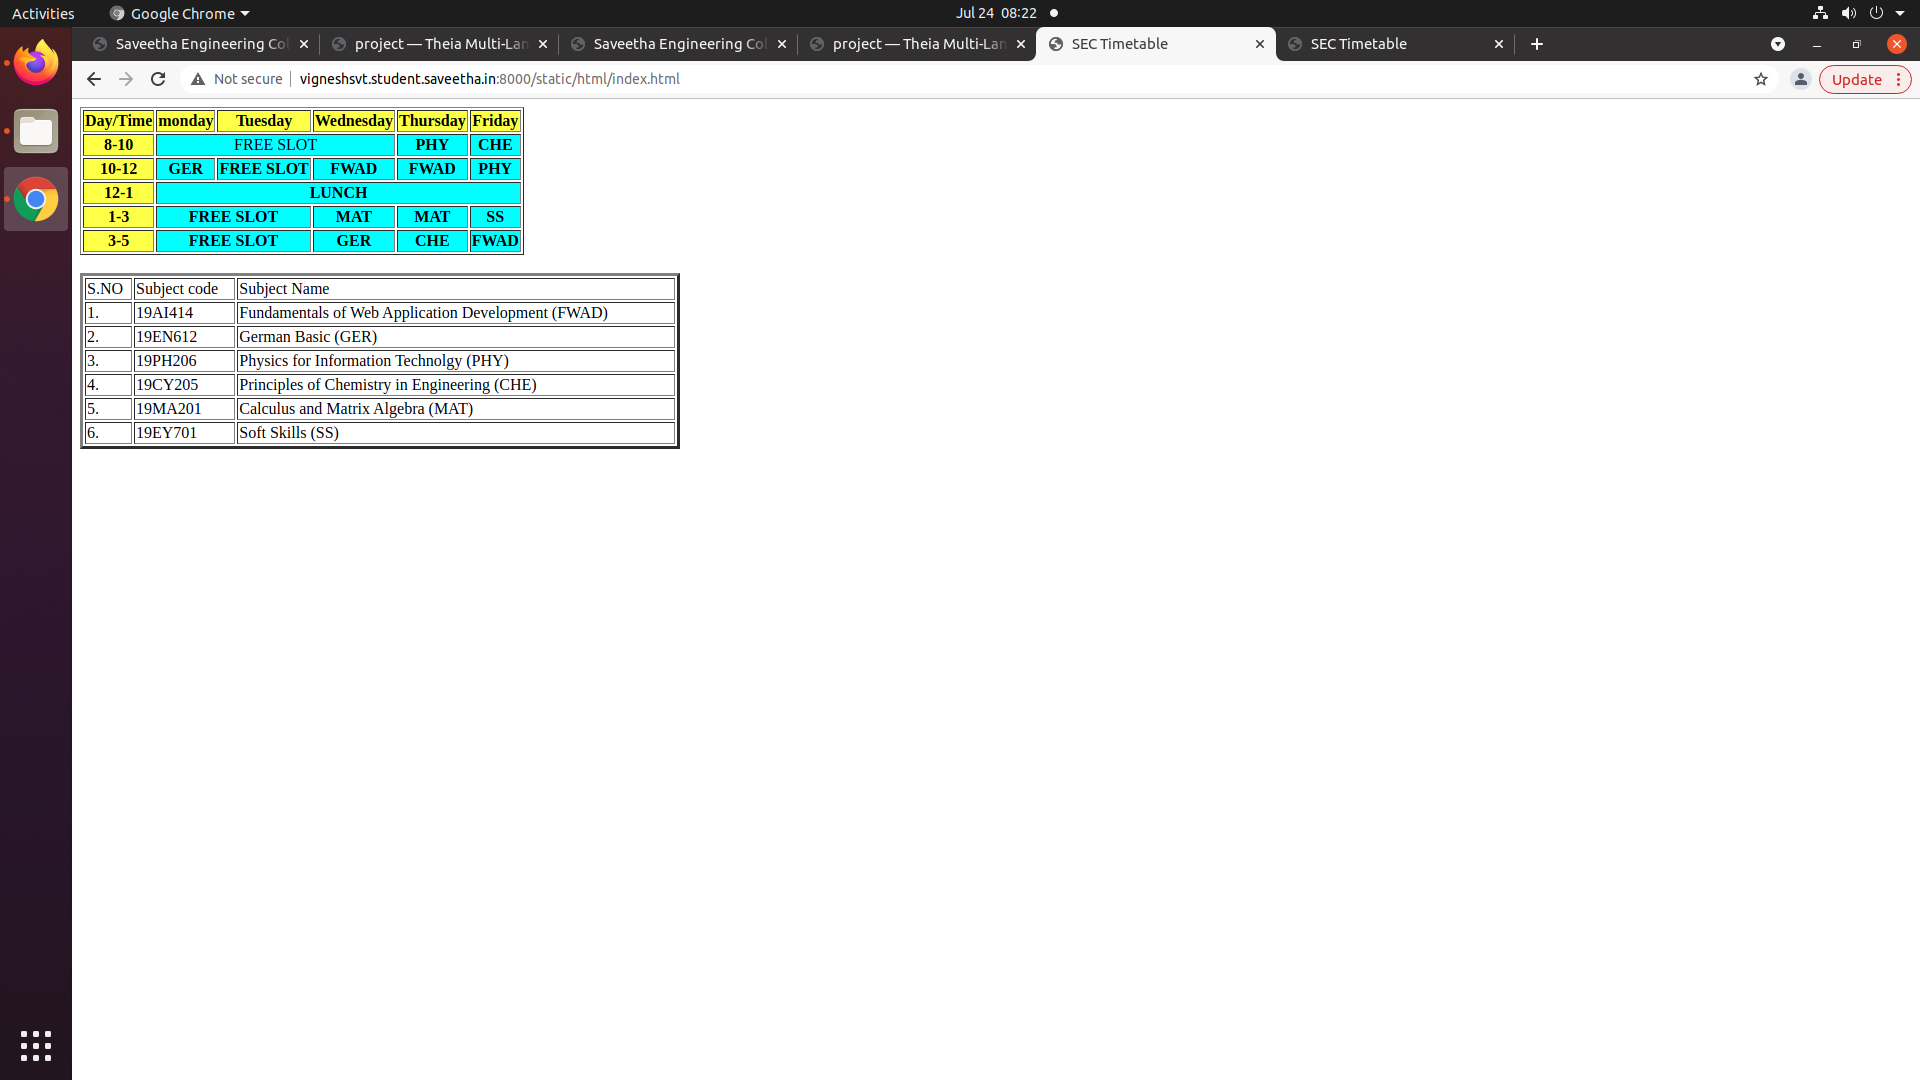 Activities Google Chrome Jul 24 08:22
Saveetha Engineering Col project — Theia Multi-Lan Saveetha Engineering Col project — Theia Multi-Lan SEC Timetable SEC Timetable
Not secure vigneshsvt.student.saveetha.in:8000/static/html/index.html Update
Day/Time monday Tuesday Wednesday Thursday Friday
8-10 FREE SLOT PHY CHE
10-12 GER FREE SLOT FWAD FWAD PHY
12-1 LUNCH
1-3 FREE SLOT MAT MAT SS
3-5 FREE SLOT GER CHE FWAD
S.NO Subject code Subject Name
1. 19AI414 Fundamentals of Web Application Development (FWAD)
2. 19EN612 German Basic (GER)
3. 19PH206 Physics for Information Technolgy (PHY)
4. 19CY205 Principles of Chemistry in Engineering (CHE)
5. 19MA201 Calculus and Matrix Algebra (MAT)
6. 19EY701 Soft Skills (SS)